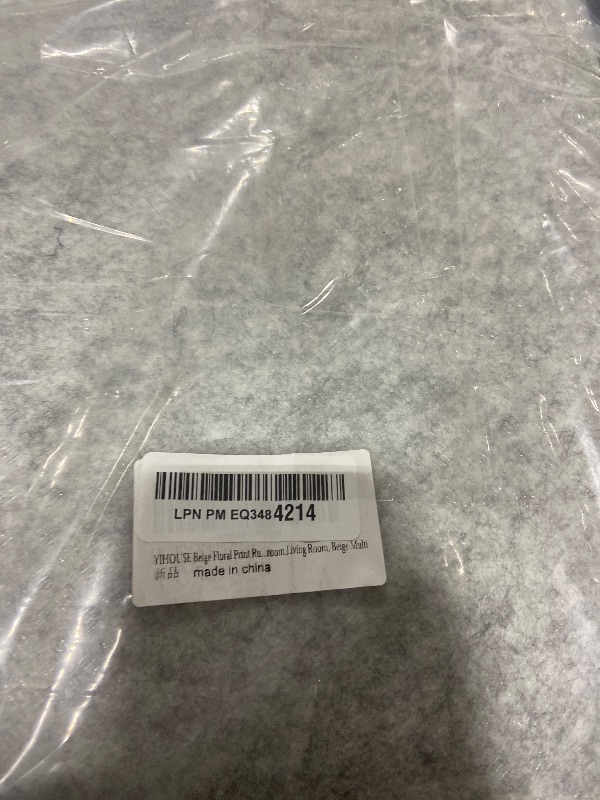 LPN PM EQ3484214
YIHOUSE Beige Floral Print Ru...room,Living Room, Beige Multi
新品 made in china